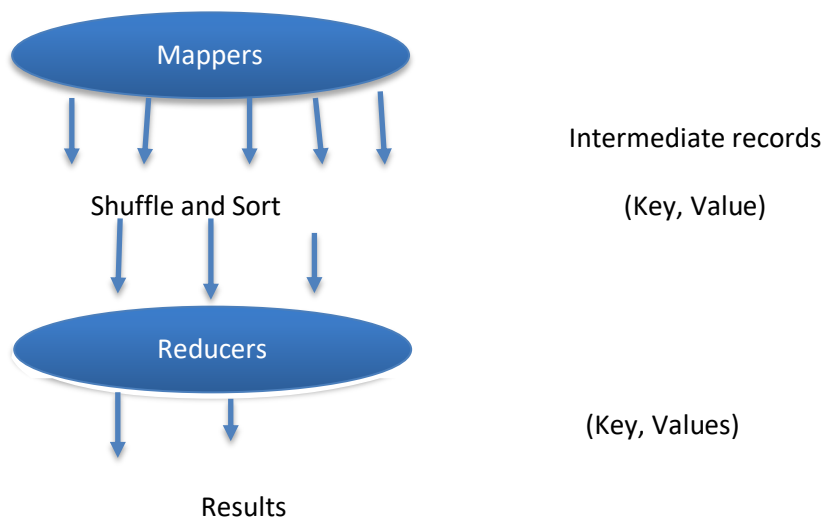 Mappers
Intermediate records
Shuffle and Sort
(Key, Value)
Reducers
(Key, Values)
Results